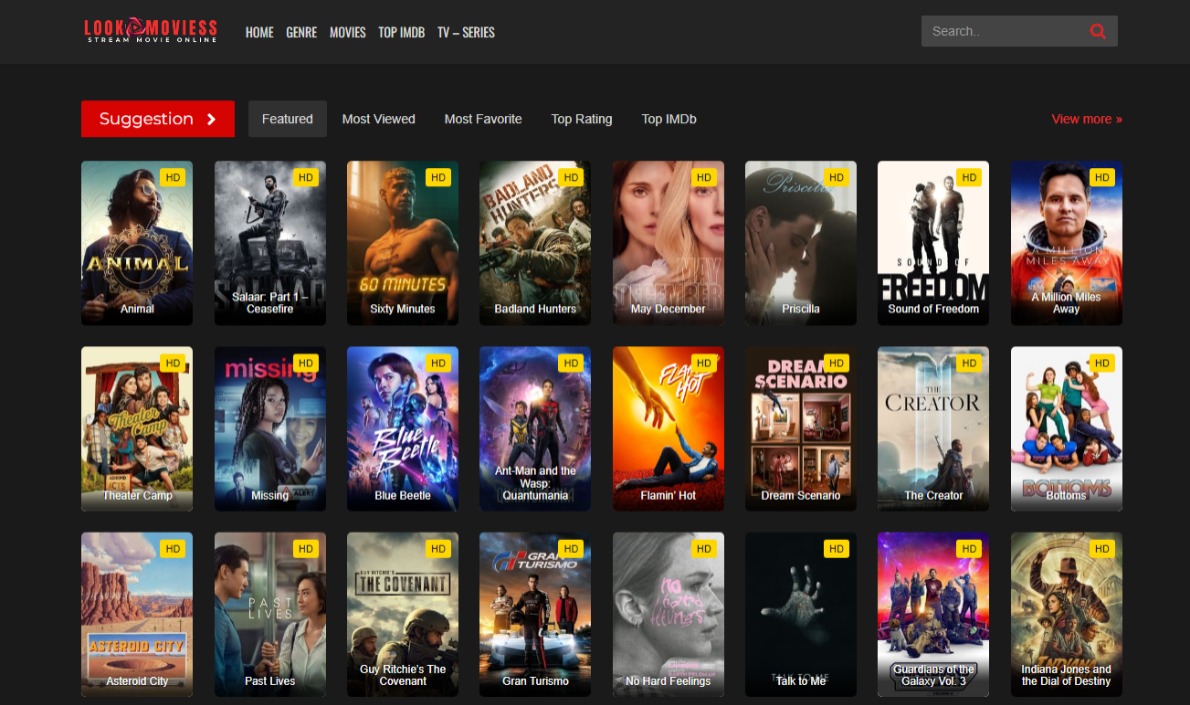 LOOKMOVIESS
STREAM MOVIE ONLINE
HOME GENRE MOVIES TOP IMDB TV – SERIES
Search..
Suggestion
Featured Most Viewed Most Favorite Top Rating Top IMDb
View more »
HD HD HD HD HD HD HD HD
ANIMAL
Animal
SALAAR
Salaar: Part 1 –
Ceasefire
60 MINUTES
Sixty Minutes
BADLAND
HUNTERS
Badland Hunters
MAY
DECEMBER
May December
Priscilla
Priscilla
SOUND OF
FREEDOM
Sound of Freedom
A MILLION
MILES AWAY
A Million Miles
Away
HD HD HD HD HD HD HD HD
Theater
Camp
Theater Camp
missing
ALERT
Missing
Blue
Beetle
Blue Beetle
Ant-Man and the
Wasp:
Quantumania
FLAMIN'
HOT
Flamin' Hot
DREAM
SCENARIO
Dream Scenario
THE
CREATOR
The Creator
BOTTOMS
Bottoms
HD HD HD HD HD HD HD HD
ASTEROID CITY
Asteroid City
PAST
LIVES
Past Lives
GUY RITCHIE'S
THE COVENANT
Guy Ritchie's The
Covenant
GRAN
TURISMO
Gran Turismo
no
hard
feelings
No Hard Feelings
TALK TO ME
Talk to Me
Guardians of the
Galaxy Vol. 3
INDIANA
Indiana Jones and
the Dial of Destiny